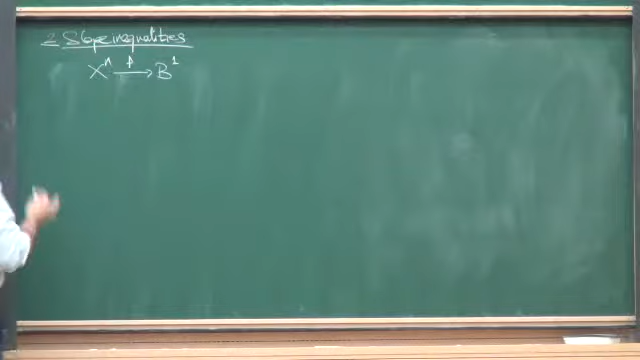 2 Slope inequalities
Xⁿ —f→ B¹